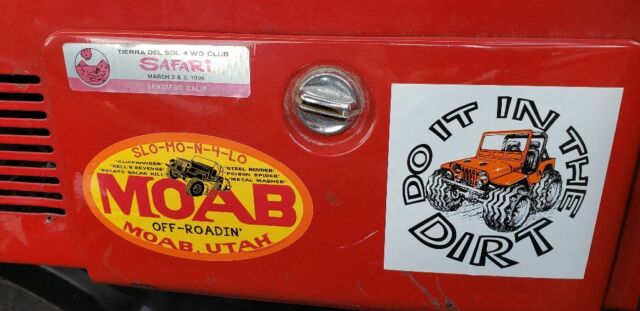 TIERRA DEL SOL 4 WD CLUB
SAFARI
MARCH 2 & 3, 1996
SAN DIEGO, CALIF.
SLO-MO-N-4-LO
"CLIFFHANGER"
"HELL'S REVENGE"
"POTATO SALAD HILL"
"STEEL BENDER"
"POISON SPIDER"
"METAL MASHER"
MOAB
OFF-ROADIN'
MOAB, UTAH
DO IT IN THE
DIRT